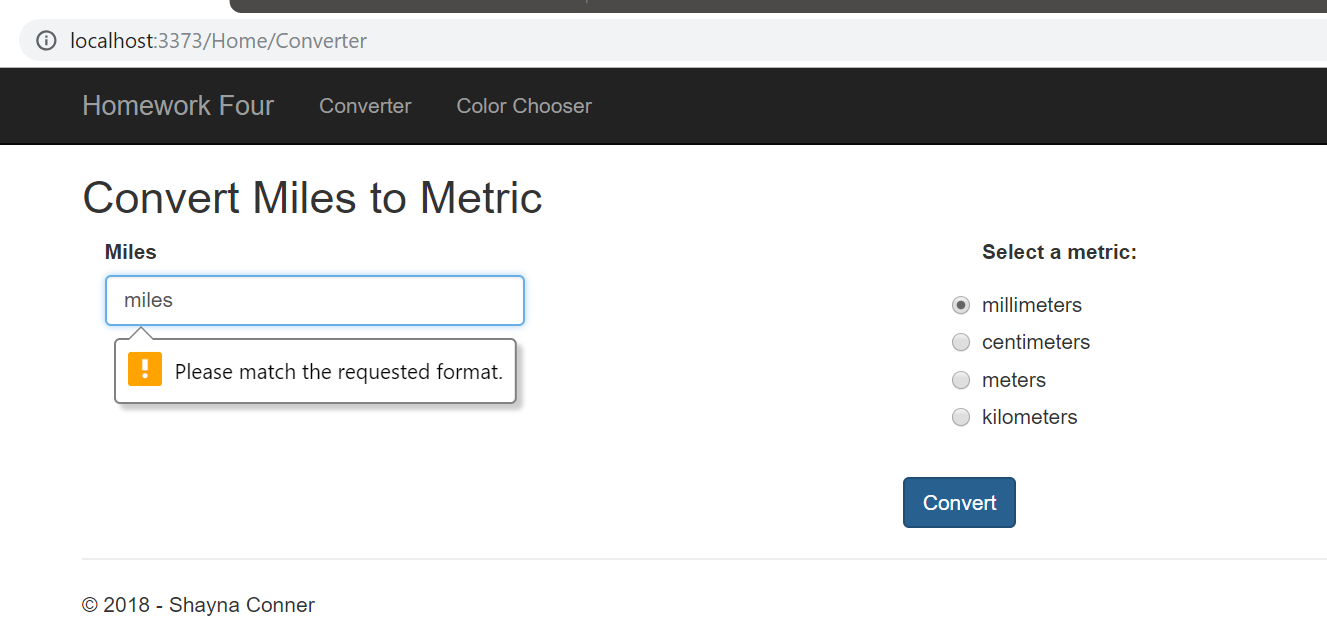 localhost:3373/Home/Converter
Homework Four Converter Color Chooser
Convert Miles to Metric
Miles
miles
! Please match the requested format.
Select a metric:
millimeters
centimeters
meters
kilometers
Convert
© 2018 - Shayna Conner